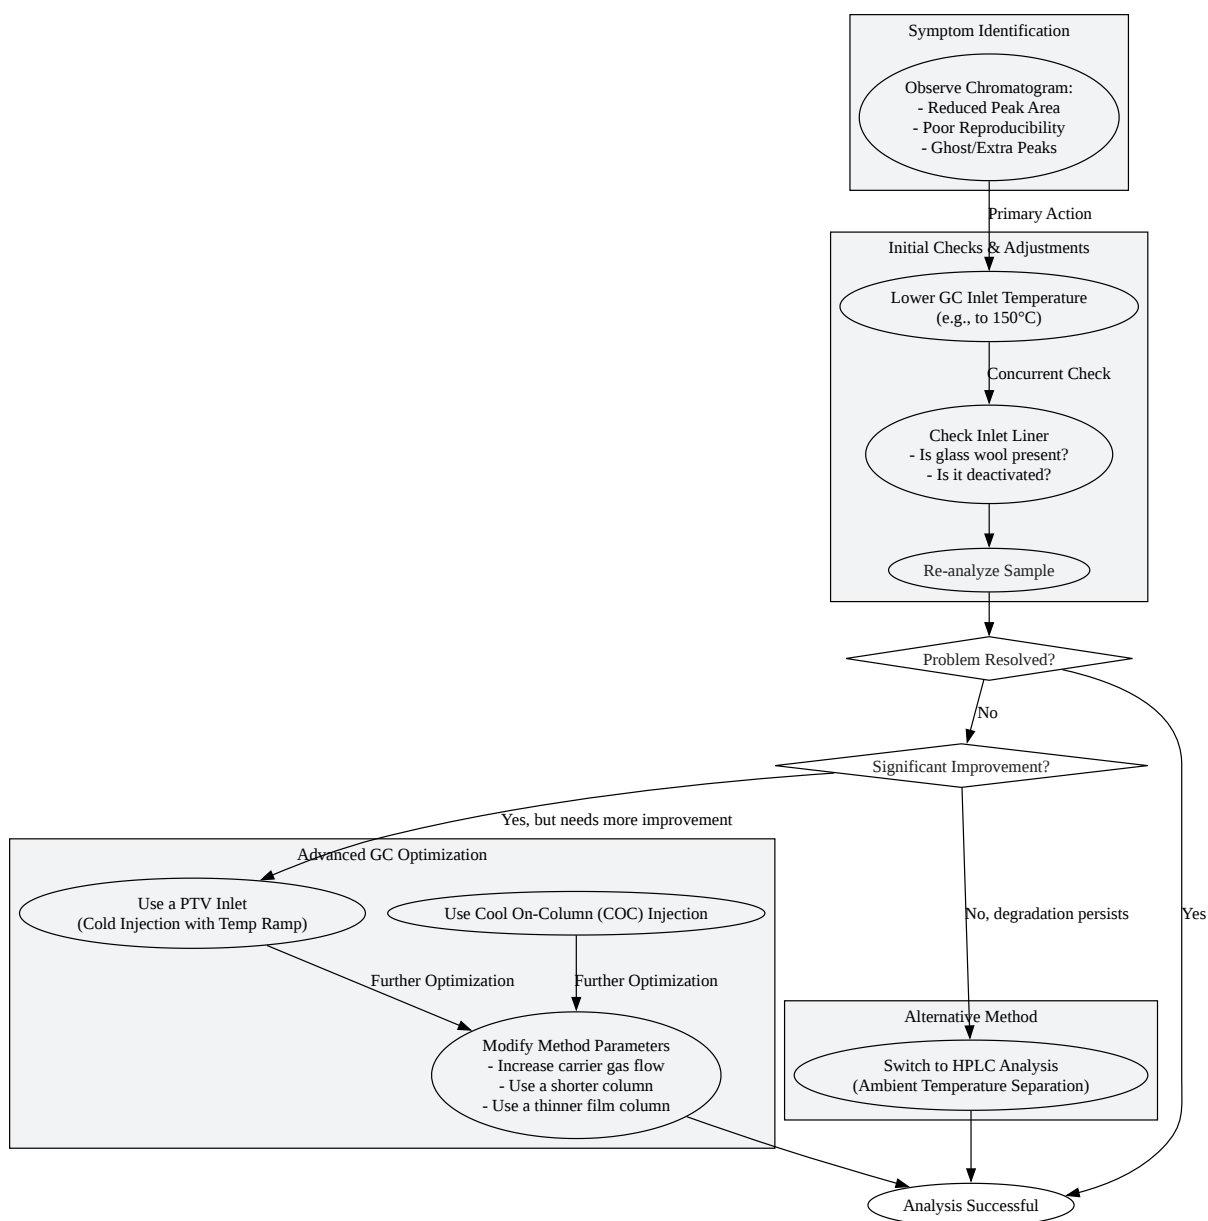 Symptom Identification
Observe Chromatogram:
- Reduced Peak Area
- Poor Reproducibility
- Ghost/Extra Peaks
Primary Action
Initial Checks & Adjustments
Lower GC Inlet Temperature
(e.g., to 150°C)
Concurrent Check
Check Inlet Liner
- Is glass wool present?
- Is it deactivated?
Re-analyze Sample
Problem Resolved?
No
Significant Improvement?
Yes, but needs more improvement
Advanced GC Optimization
Use a PTV Inlet
(Cold Injection with Temp Ramp)
Use Cool On-Column (COC) Injection
No, degradation persists
Yes
Further Optimization
Further Optimization
Modify Method Parameters
- Increase carrier gas flow
- Use a shorter column
- Use a thinner film column
Alternative Method
Switch to HPLC Analysis
(Ambient Temperature Separation)
Analysis Successful